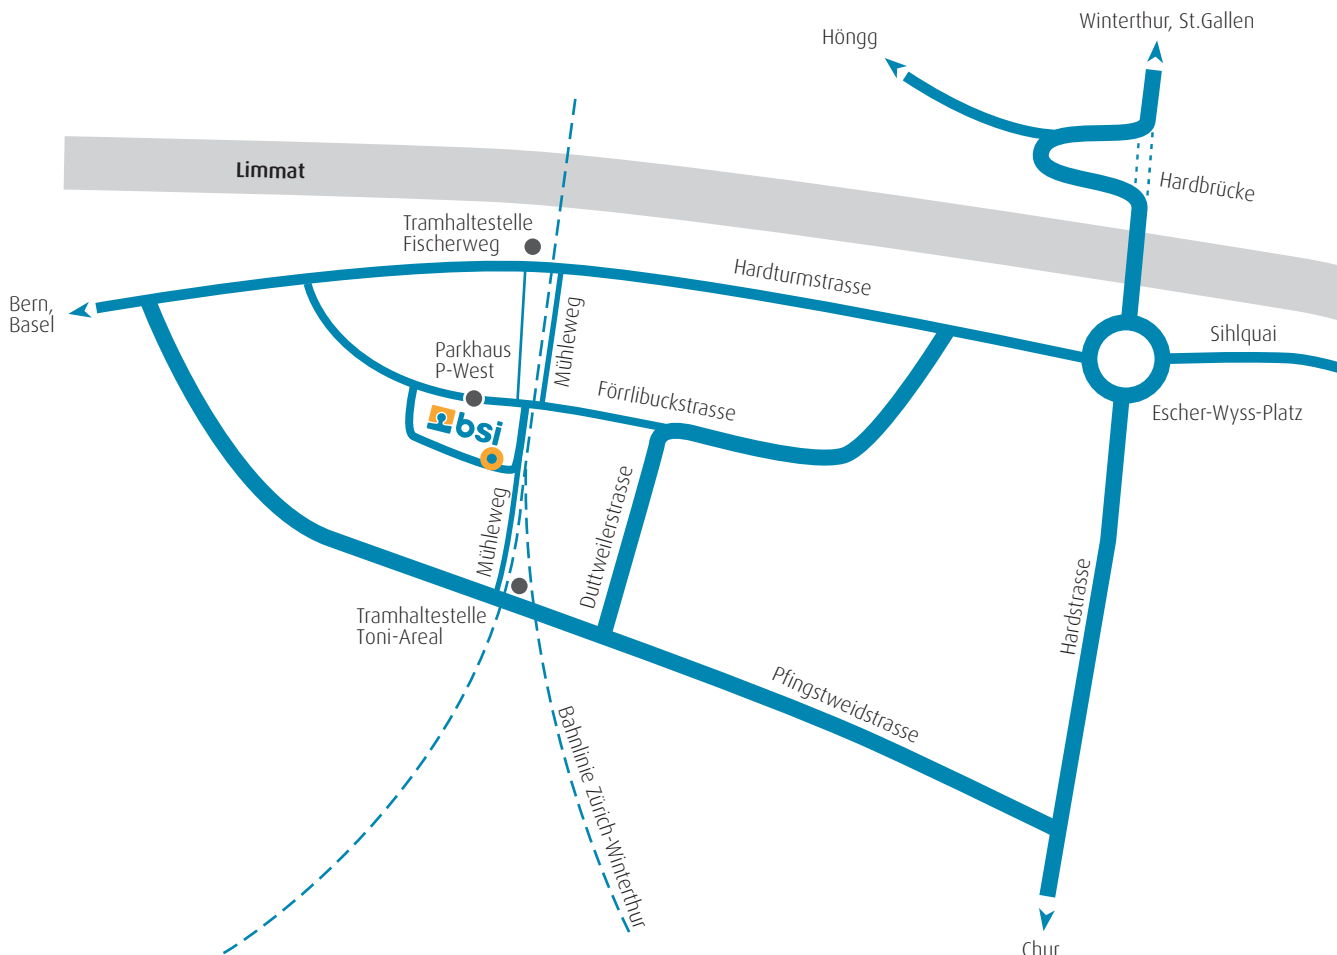 Winterthur, St.Gallen
Höngg
Limmat
Hardbrücke
Tramhaltestelle
Fischerweg
Hardturmstrasse
Bern,
Basel
Mühleweg
Sihlquai
Parkhaus
P-West
Förrlibuckstrasse
Escher-Wyss-Platz
bsi
Mühleweg
Duttweilerstrasse
Hardstrasse
Tramhaltestelle
Toni-Areal
Pfingstweidstrasse
Bahnlinie Zürich-Winterthur
Chur